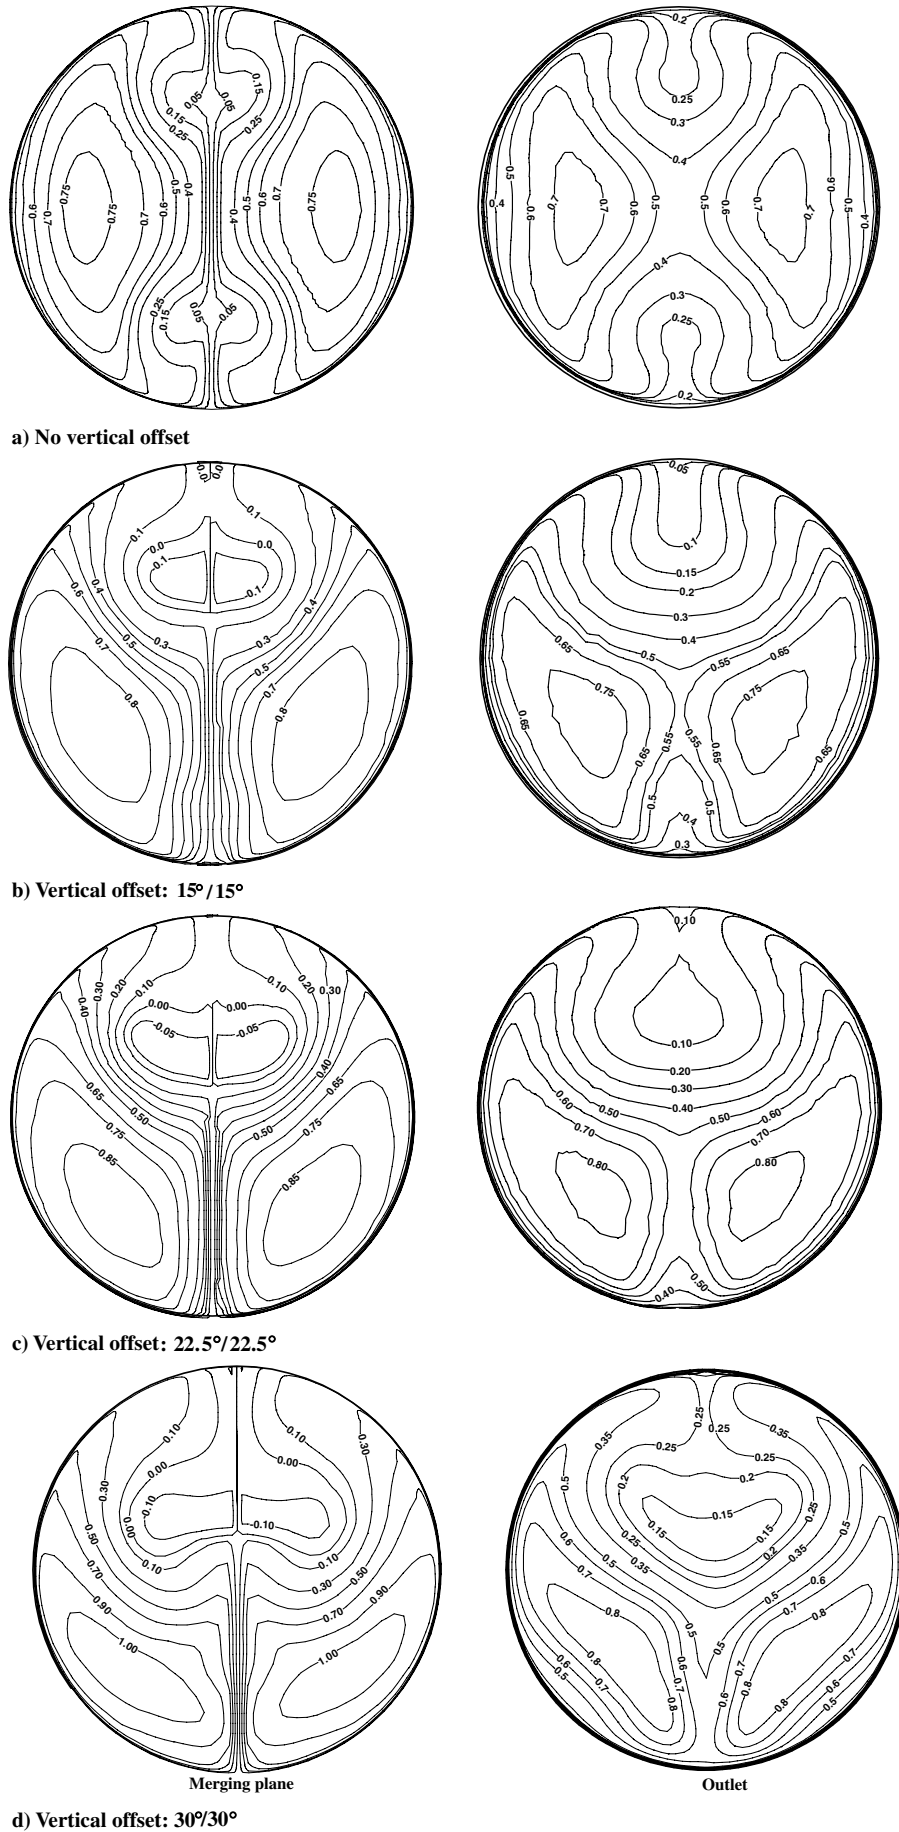 0.05 0.05 0.15 0.15 0.25 0.25 0.4 0.4 0.5 0.5 0.6 0.6 0.7 0.7 0.75 0.75 0.75 0.7 0.6 0.05 0.05 0.15 0.25
0.2 0.25 0.3 0.4 0.5 0.4 0.6 0.7 0.7 0.6 0.5 0.5 0.6 0.7 0.7 0.6 0.5 0.4 0.4 0.3 0.25 0.2
a) No vertical offset
0.0 0.0 0.1 0.1 0.0 0.0 -0.1 -0.1 0.3 0.3 0.4 0.4 0.5 0.5 0.6 0.7 0.7 0.8 0.8
0.05 0.1 0.15 0.2 0.3 0.4 0.5 0.55 0.65 0.65 0.75 0.75 0.65 0.65 0.55 0.55 0.65 0.65 0.5 0.5 0.4 0.3
b) Vertical offset: 15°/15°
0.10 0.10 0.20 0.20 0.30 0.30 0.40 0.40 0.00 0.00 -0.05 -0.05 0.50 0.50 0.65 0.65 0.75 0.75 0.85 0.85
0.10 0.10 0.20 0.30 0.40 0.50 0.50 0.60 0.60 0.70 0.70 0.80 0.80 0.50 0.40
c) Vertical offset: 22.5°/22.5°
0.10 0.10 0.30 0.30 0.00 0.00 -0.10 -0.10 0.00 0.10 0.10 0.30 0.50 0.50 0.70 0.70 0.90 0.90 1.00 1.00
0.25 0.25 0.35 0.35 0.25 0.25 0.2 0.2 0.15 0.15 0.15 0.25 0.25 0.2 0.35 0.35 0.5 0.5 0.5 0.5 0.6 0.6 0.7 0.7 0.8 0.8 0.5 0.5 0.6 0.7 0.8 0.6 0.7 0.8 0.8 0.7 0.6 0.5 0.8 0.7 0.6 0.5
Merging plane Outlet
d) Vertical offset: 30°/30°